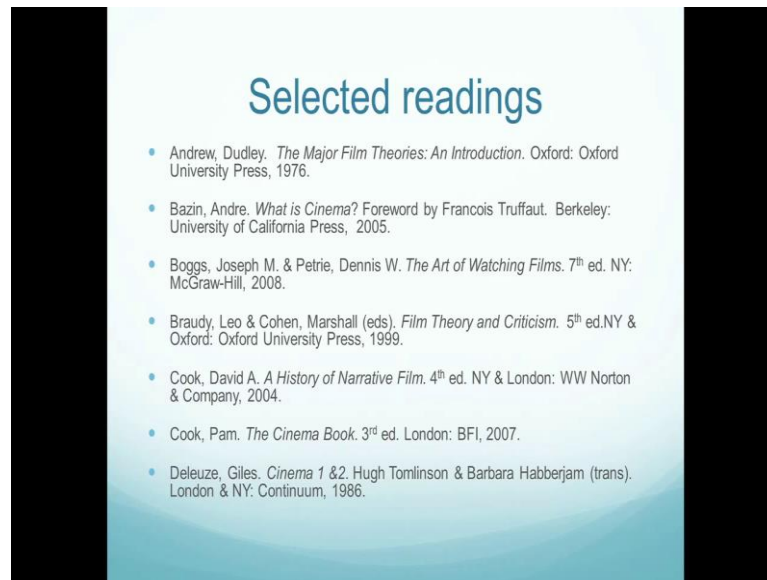 Selected readings
• Andrew, Dudley. The Major Film Theories: An Introduction. Oxford: Oxford
University Press, 1976.
• Bazin, Andre. What is Cinema? Foreword by Francois Truffaut. Berkeley:
University of California Press, 2005.
• Boggs, Joseph M. & Petrie, Dennis W. The Art of Watching Films. 7th ed. NY:
McGraw-Hill, 2008.
• Braudy, Leo & Cohen, Marshall (eds). Film Theory and Criticism. 5th ed.NY &
Oxford: Oxford University Press, 1999.
• Cook, David A. A History of Narrative Film. 4th ed. NY & London: WW Norton
& Company, 2004.
• Cook, Pam. The Cinema Book. 3rd ed. London: BFI, 2007.
• Deleuze, Giles. Cinema 1 &2. Hugh Tomlinson & Barbara Habberjam (trans).
London & NY: Continuum, 1986.